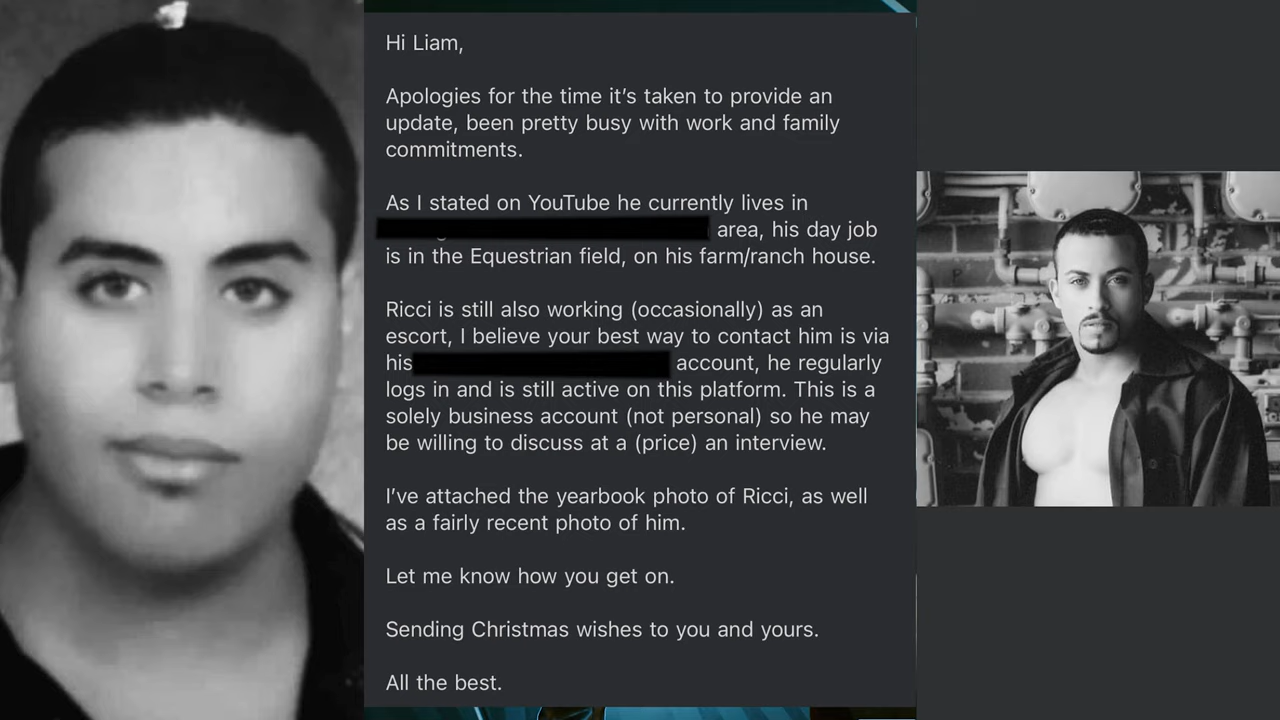 Hi Liam,
Apologies for the time it's taken to provide an
update, been pretty busy with work and family
commitments.
As I stated on YouTube he currently lives in
area, his day job
is in the Equestrian field, on his farm/ranch house.
Ricci is still also working (occasionally) as an
escort, I believe your best way to contact him is via
his account, he regularly
logs in and is still active on this platform. This is a
solely business account (not personal) so he may
be willing to discuss at a (price) an interview.
I've attached the yearbook photo of Ricci, as well
as a fairly recent photo of him.
Let me know how you get on.
Sending Christmas wishes to you and yours.
All the best.